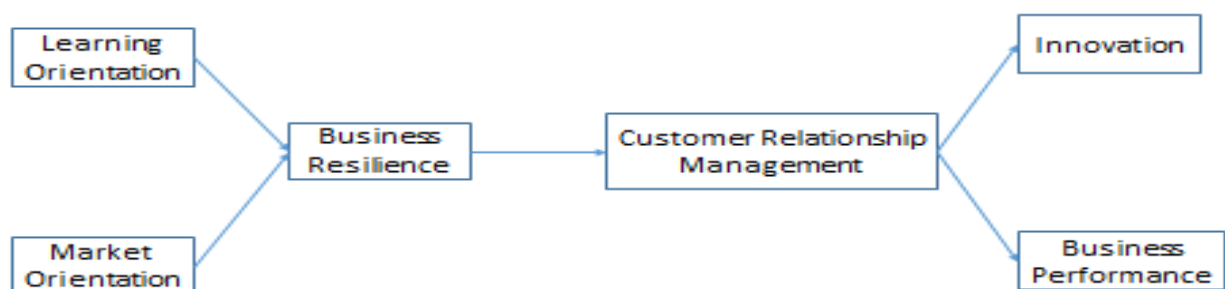 Learning
Orientation
Market
Orientation
Business
Resilience
Customer Relationship
Management
Innovation
Business
Performance